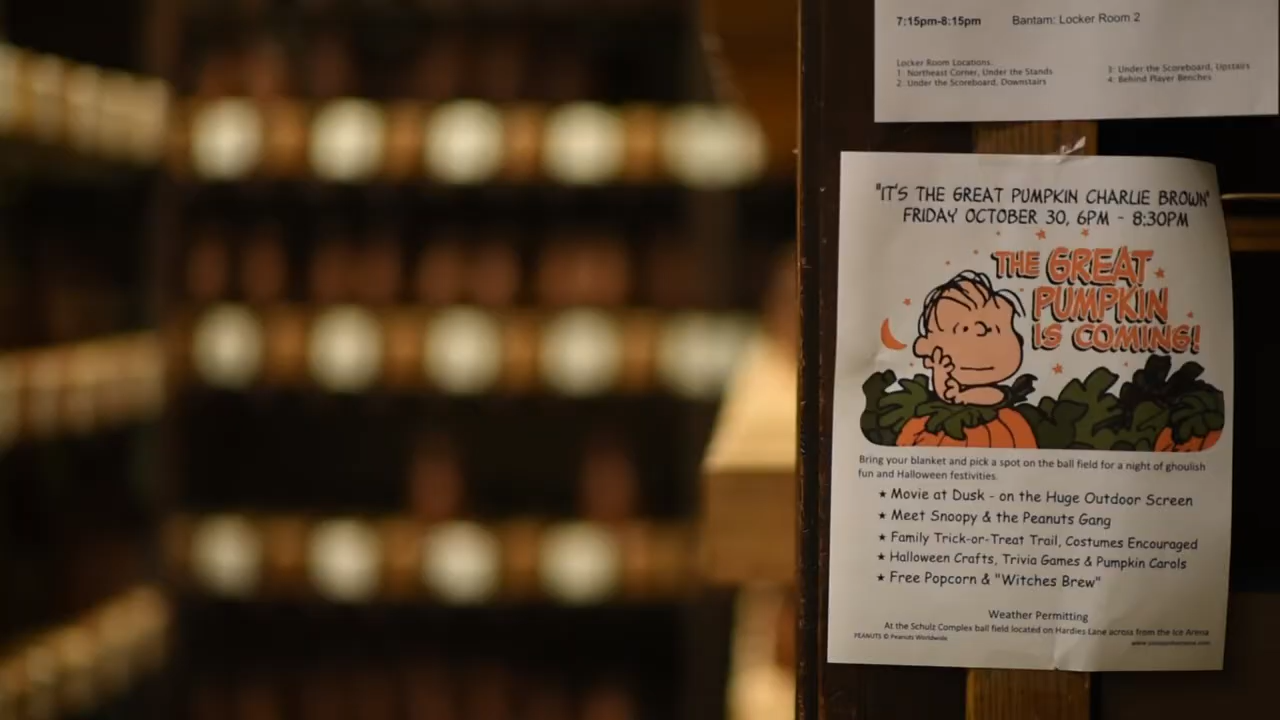 7:15pm-8:15pm Bantam: Locker Room 2
Locker Room Locations:
1: Northeast Corner, Under the Stands
2: Under the Scoreboard, Downstairs
3: Under the Scoreboard, Upstairs
4: Behind Player Benches
"IT'S THE GREAT PUMPKIN CHARLIE BROWN"
FRIDAY OCTOBER 30, 6PM - 8:30PM
THE GREAT
PUMPKIN
IS COMING!
Bring your blanket and pick a spot on the ball field for a night of ghoulish
fun and Halloween festivities.
★ Movie at Dusk - on the Huge Outdoor Screen
★ Meet Snoopy & the Peanuts Gang
★ Family Trick-or-Treat Trail, Costumes Encouraged
★ Halloween Crafts, Trivia Games & Pumpkin Carols
★ Free Popcorn & "Witches Brew"
Weather Permitting
At the Schulz Complex ball field located on Hardies Lane across from the Ice Arena
PEANUTS © Peanuts Worldwide